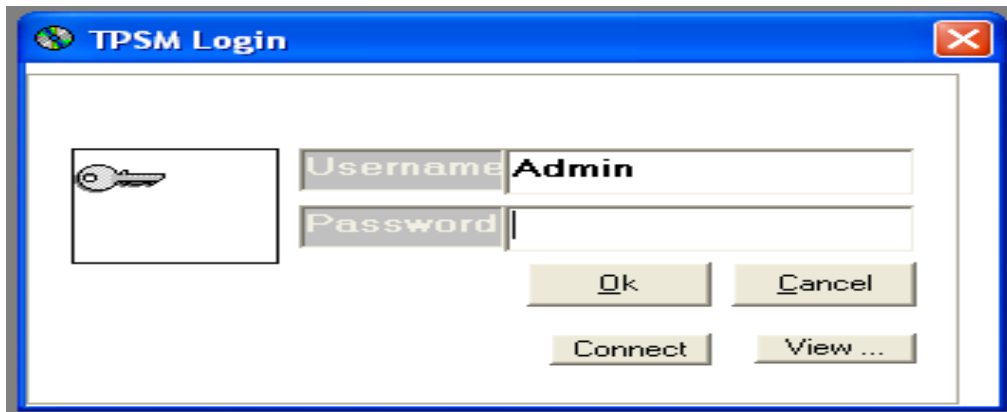 TPSM Login
Username Admin
Password
Ok Cancel
Connect View ...